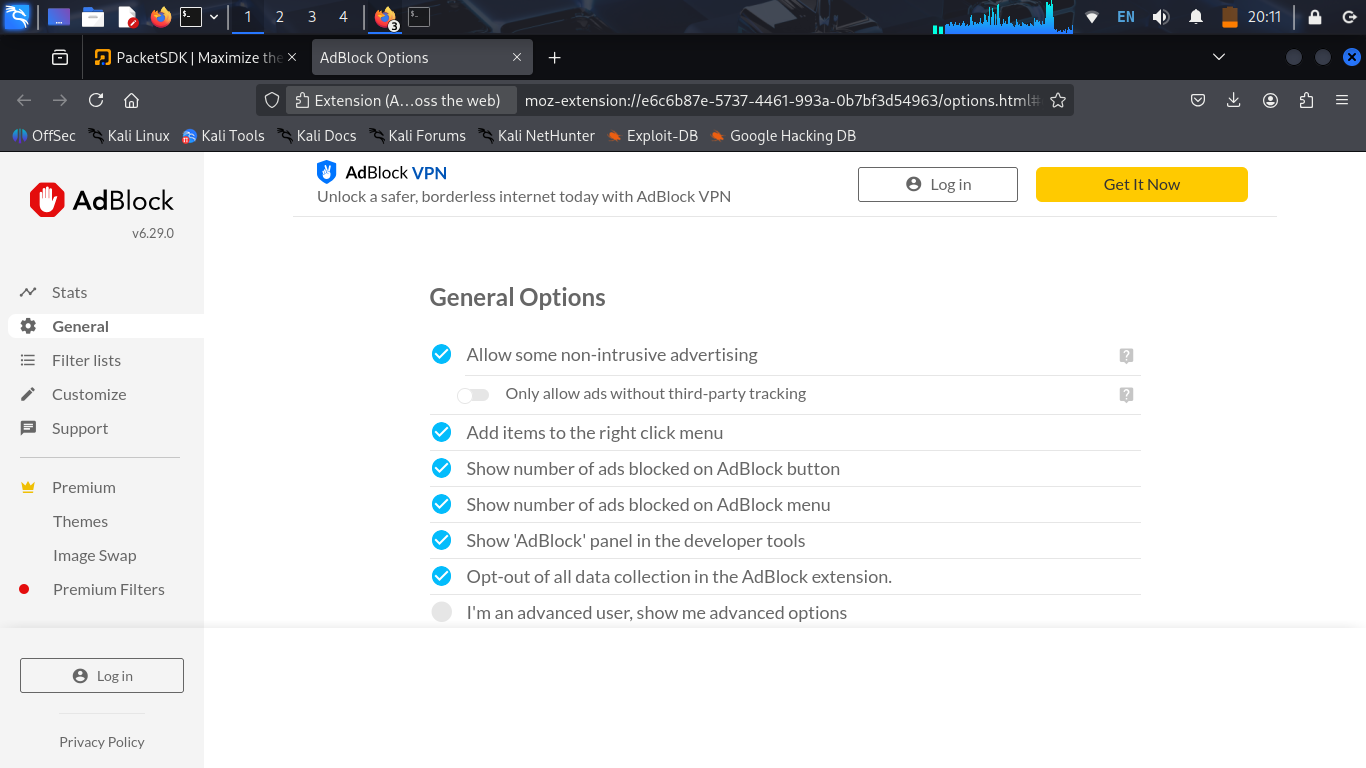 1 2 3 4 3 EN 20:11
PacketSDK | Maximize the
AdBlock Options
Extension (A...oss the web) moz-extension://e6c6b87e-5737-4461-993a-0b7bf3d54963/options.html#
OffSec Kali Linux Kali Tools Kali Docs Kali Forums Kali NetHunter Exploit-DB Google Hacking DB
AdBlock
v6.29.0
Stats
General
Filter lists
Customize
Support
Premium
Themes
Image Swap
Premium Filters
Log in
Privacy Policy
AdBlock VPN
Unlock a safer, borderless internet today with AdBlock VPN
Log in
Get It Now
General Options
Allow some non-intrusive advertising
Only allow ads without third-party tracking
Add items to the right click menu
Show number of ads blocked on AdBlock button
Show number of ads blocked on AdBlock menu
Show 'AdBlock' panel in the developer tools
Opt-out of all data collection in the AdBlock extension.
I'm an advanced user, show me advanced options